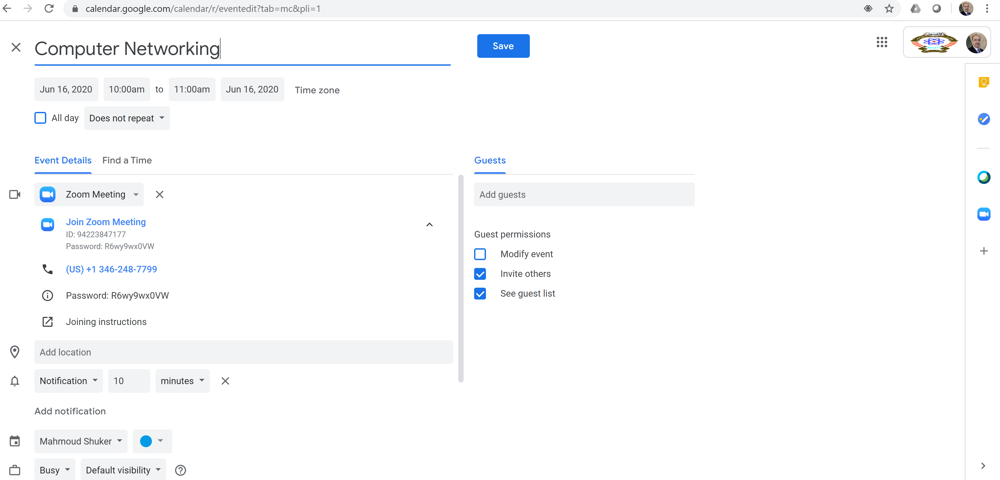 calendar.google.com/calendar/r/eventedit?tab=mc&pli=1
Computer Networking
Save
Jun 16, 2020 10:00am to 11:00am Jun 16, 2020 Time zone
All day Does not repeat
Event Details Find a Time
Guests
Zoom Meeting
Add guests
Join Zoom Meeting
ID: 94223847177
Password: R6wy9wx0VW
Guest permissions
Modify event
(US) +1 346-248-7799
Invite others
Password: R6wy9wx0VW
See guest list
Joining instructions
Add location
Notification 10 minutes
Add notification
Mahmoud Shuker
Busy Default visibility